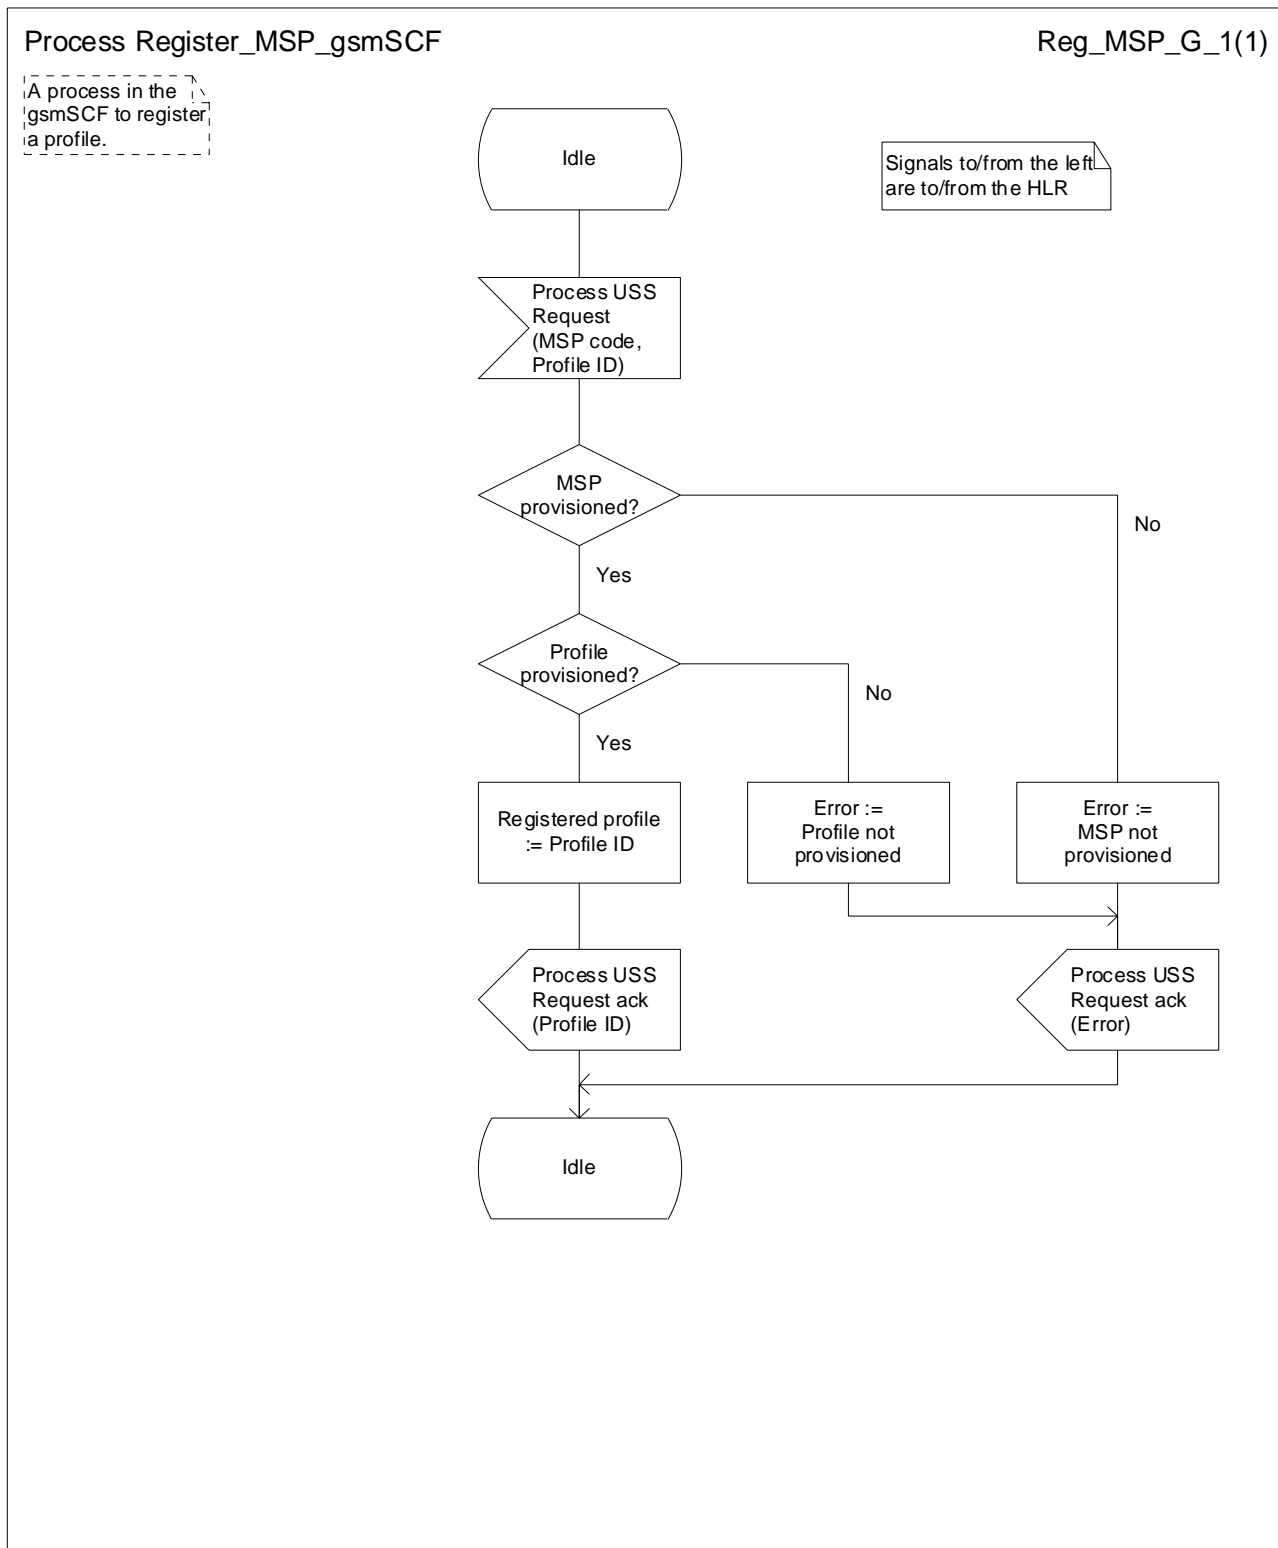 Process Register_MSP_gsmSCF
Reg_MSP_G_1(1)
A process in the
gsmSCF to register
a profile.
Idle
Signals to/from the left
are to/from the HLR
Process USS
Request
(MSP code,
Profile ID)
MSP
provisioned?
No
Yes
Profile
provisioned?
No
Yes
Registered profile
:= Profile ID
Error :=
Profile not
provisioned
Error :=
MSP not
provisioned
Process USS
Request ack
(Profile ID)
Process USS
Request ack
(Error)
Idle